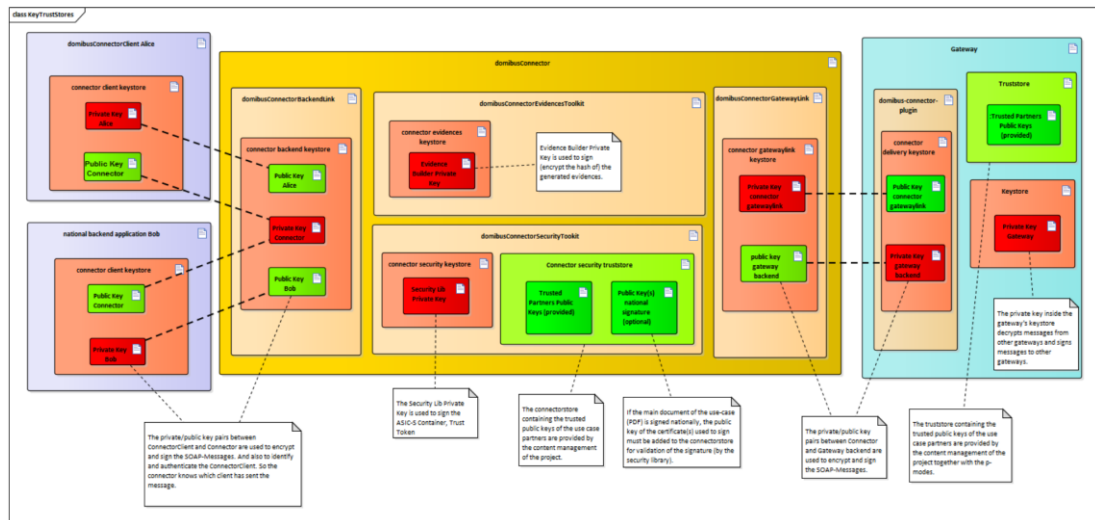 class KeyTrustStores
domibusConnectorClient Alice
connector client keystore
Private Key
Alice
Public Key
Connector
national backend application Bob
connector client keystore
Public Key
Connector
Private Key
Bob
domibusConnector
domibusConnectorBackendLink
connector backend keystore
Public Key
Alice
Private Key
Connector
Public Key
Bob
domibusConnectorEvidencesToolkit
connector evidences
keystore
Evidence
Builder Private
Key
Evidence Builder Private
Key is used to sign
(encrypt the hash of) the
generated evidences.
domibusConnectorSecurityToolkit
connector security keystore
Security Lib
Private Key
Connector security truststore
Trusted
Partners Public
Keys (provided)
Public Key(s)
national
signature
(optional)
domibusConnectorGatewayLink
connector gatewaylink
keystore
Private Key
connector
gatewaylink
public key
gateway
backend
Gateway
domibus-connector-
plugin
connector
delivery keystore
Public Key
connector
gatewaylink
Private Key
gateway
backend
Truststore
Trusted Partners
Public Keys
(provided)
Keystore
Private Key
Gateway
The private key inside the
gateway's keystore
decrypts messages from
other gateways and signs
messages to other
gateways.
The private/public key pairs between
ConnectorClient and Connector are used to encrypt
and sign the SOAP-Messages. And also to identify
and authenticate the ConnectorClient. So the
connector knows which client has sent the
message.
The Security Lib Private
Key is used to sign the
ASIC-S Container, Trust
Token
The connectorstore
containing the trusted
public keys of the use case
partners are provided by
the content management
of the project.
If the main document of the use-case
(PDF) is signed nationally, the public
key of the certificate(s) used to sign
must be added to the connectorstore
for validation of the signature (by the
security library).
The private/public key
pairs between Connector
and Gateway backend are
used to encrypt and sign
the SOAP-Messages.
The truststore containing the
trusted public keys of the use
case partners are provided by
the content management of
the project together with the p-
modes.